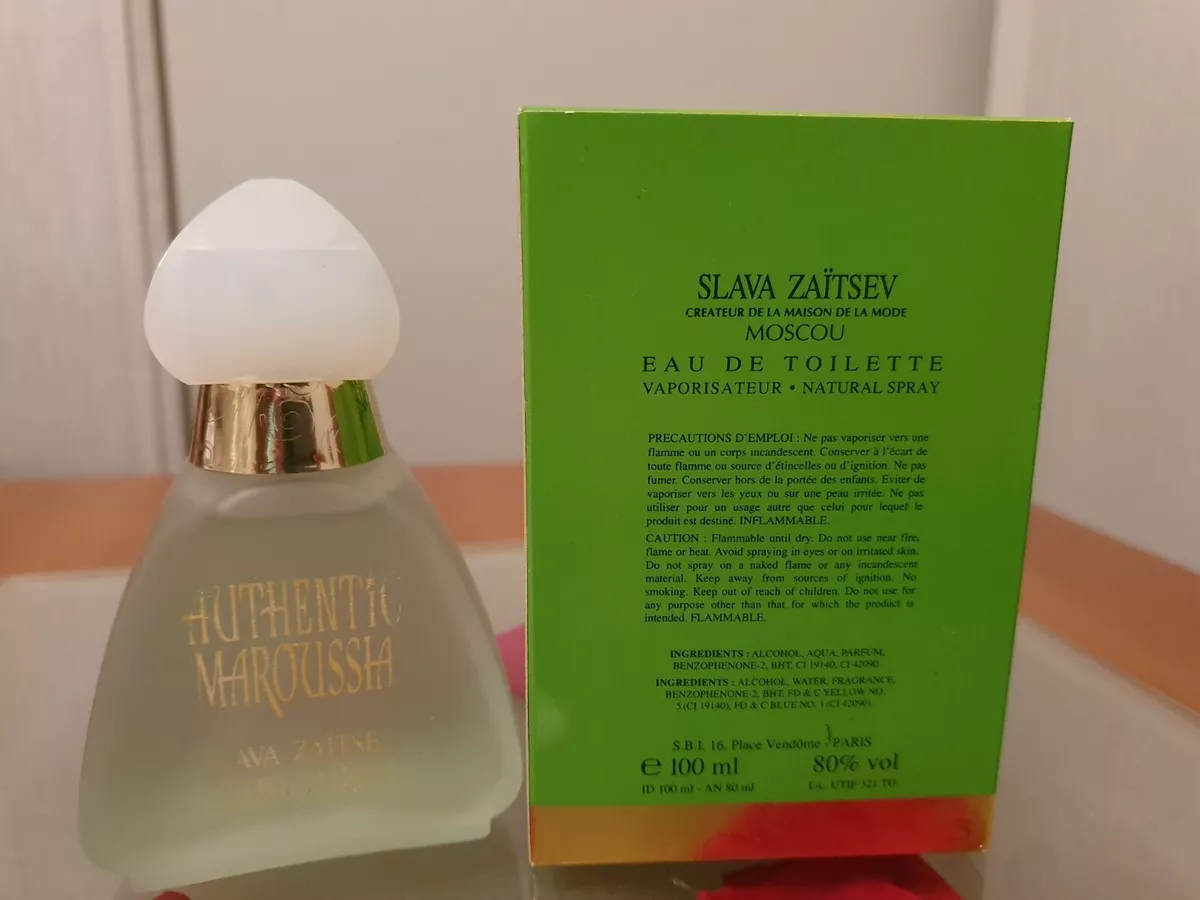 AUTHENTIC
MAROUSSIA
AVA ZAÏTSE
SLAVA ZAÏTSEV
CREATEUR DE LA MAISON DE LA MODE
MOSCOU
EAU DE TOILETTE
VAPORISATEUR • NATURAL SPRAY
PRECAUTIONS D'EMPLOI : Ne pas vaporiser vers une
flamme ou un corps incandescent. Conserver à l'écart de
toute flamme ou source d'étincelles ou d'ignition. Ne pas
fumer. Conserver hors de la portée des enfants. Eviter de
vaporiser vers les yeux ou sur une peau irritée. Ne pas
utiliser pour un usage autre que celui pour lequel le
produit est destiné. INFLAMMABLE.
CAUTION : Flammable until dry. Do not use near fire,
flame or heat. Avoid spraying in eyes or on irritated skin.
Do not spray on a naked flame or any incandescent
material. Keep away from sources of ignition. No
smoking. Keep out of reach of children. Do not use for
any purpose other than that for which the product is
intended. FLAMMABLE.
INGREDIENTS : ALCOHOL, AQUA, PARFUM,
BENZOPHENONE-2, BHT. CI 19140, CI 42090.
INGREDIENTS : ALCOHOL, WATER, FRAGRANCE,
BENZOPHENONE-2, BHT. FD & C YELLOW NO.
5 (CI 19140), FD & C BLUE NO. 1 (CI 42090).
S.B.I. 16, Place Vendôme - PARIS
e 100 ml 80% vol
ID 100 ml - AN 80 ml Lic. UTIF 521 TO